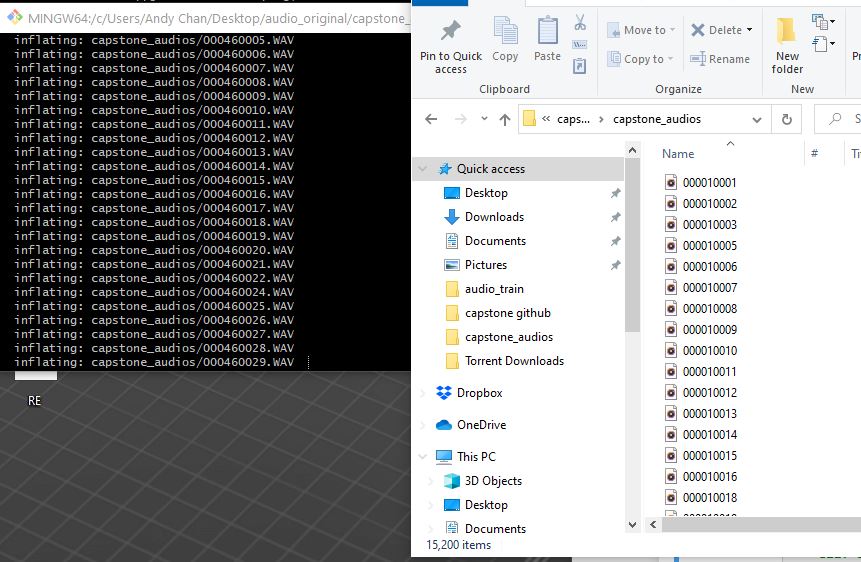 MINGW64:/c/Users/Andy Chan/Desktop/audio_original/capstone_
inflating: capstone_audios/000460005.WAV
inflating: capstone_audios/000460006.WAV
inflating: capstone_audios/000460007.WAV
inflating: capstone_audios/000460008.WAV
inflating: capstone_audios/000460009.WAV
inflating: capstone_audios/000460010.WAV
inflating: capstone_audios/000460011.WAV
inflating: capstone_audios/000460012.WAV
inflating: capstone_audios/000460013.WAV
inflating: capstone_audios/000460014.WAV
inflating: capstone_audios/000460015.WAV
inflating: capstone_audios/000460016.WAV
inflating: capstone_audios/000460017.WAV
inflating: capstone_audios/000460018.WAV
inflating: capstone_audios/000460019.WAV
inflating: capstone_audios/000460020.WAV
inflating: capstone_audios/000460021.WAV
inflating: capstone_audios/000460022.WAV
inflating: capstone_audios/000460024.WAV
inflating: capstone_audios/000460025.WAV
inflating: capstone_audios/000460026.WAV
inflating: capstone_audios/000460027.WAV
inflating: capstone_audios/000460028.WAV
inflating: capstone_audios/000460029.WAV
RE
Pin to Quick
access
Copy
Paste
Clipboard
Move to
Copy to
Delete
Rename
Organize
New
folder
New
« caps... > capstone_audios
Name
#
Quick access
Desktop
Downloads
Documents
Pictures
audio_train
capstone github
capstone_audios
Torrent Downloads
Dropbox
OneDrive
This PC
3D Objects
Desktop
Documents
000010001
000010002
000010003
000010005
000010006
000010007
000010008
000010009
000010010
000010011
000010012
000010013
000010014
000010015
000010016
000010018
15,200 items